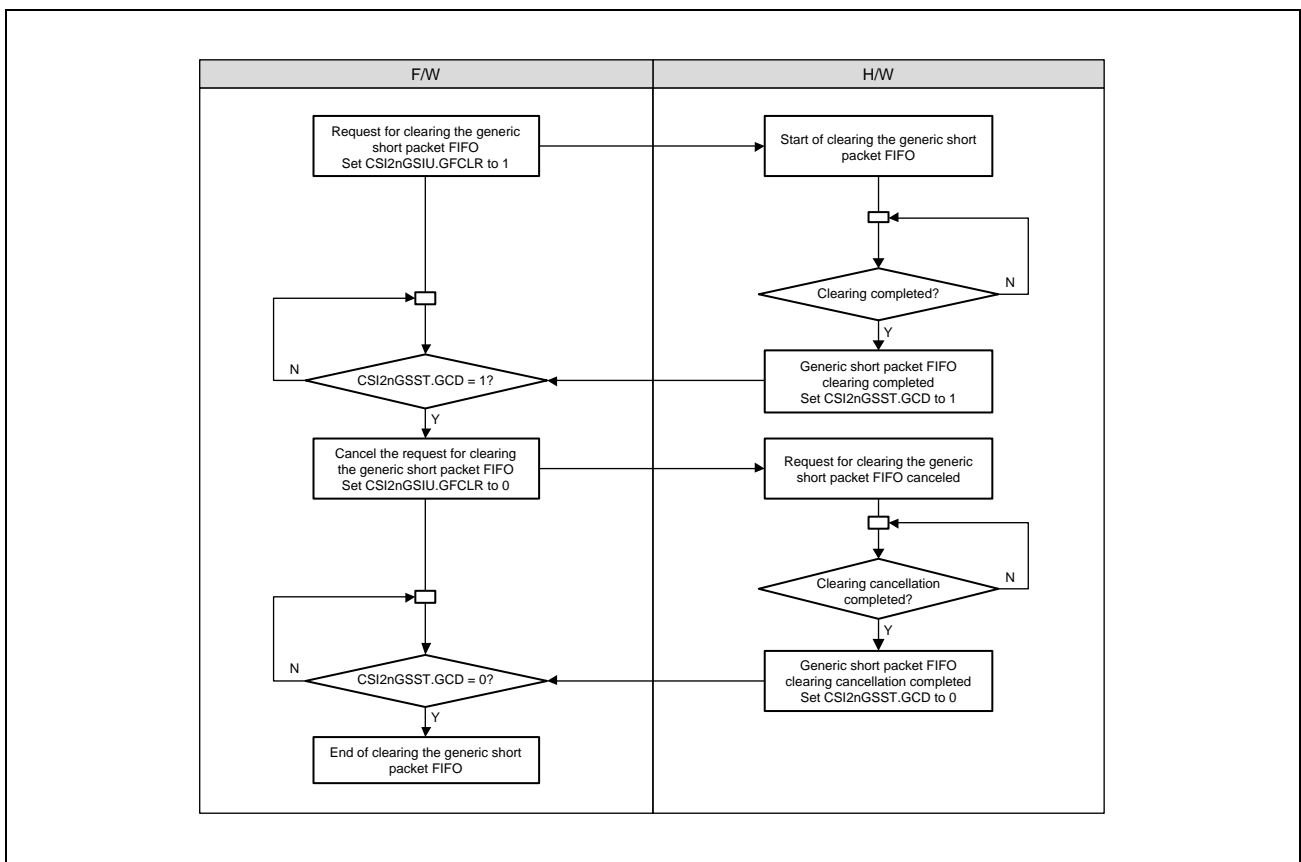 F/W
H/W
Request for clearing the generic
short packet FIFO
Set CSI2nGSIU.GFCLR to 1
Start of clearing the generic short
packet FIFO
Clearing completed?
N
Y
Generic short packet FIFO
clearing completed
Set CSI2nGSST.GCD to 1
CSI2nGSST.GCD = 1?
N
Y
Cancel the request for clearing
the generic short packet FIFO
Set CSI2nGSIU.GFCLR to 0
Request for clearing the generic
short packet FIFO canceled
Clearing cancellation
completed?
N
Y
Generic short packet FIFO
clearing cancellation completed
Set CSI2nGSST.GCD to 0
CSI2nGSST.GCD = 0?
N
Y
End of clearing the generic short
packet FIFO